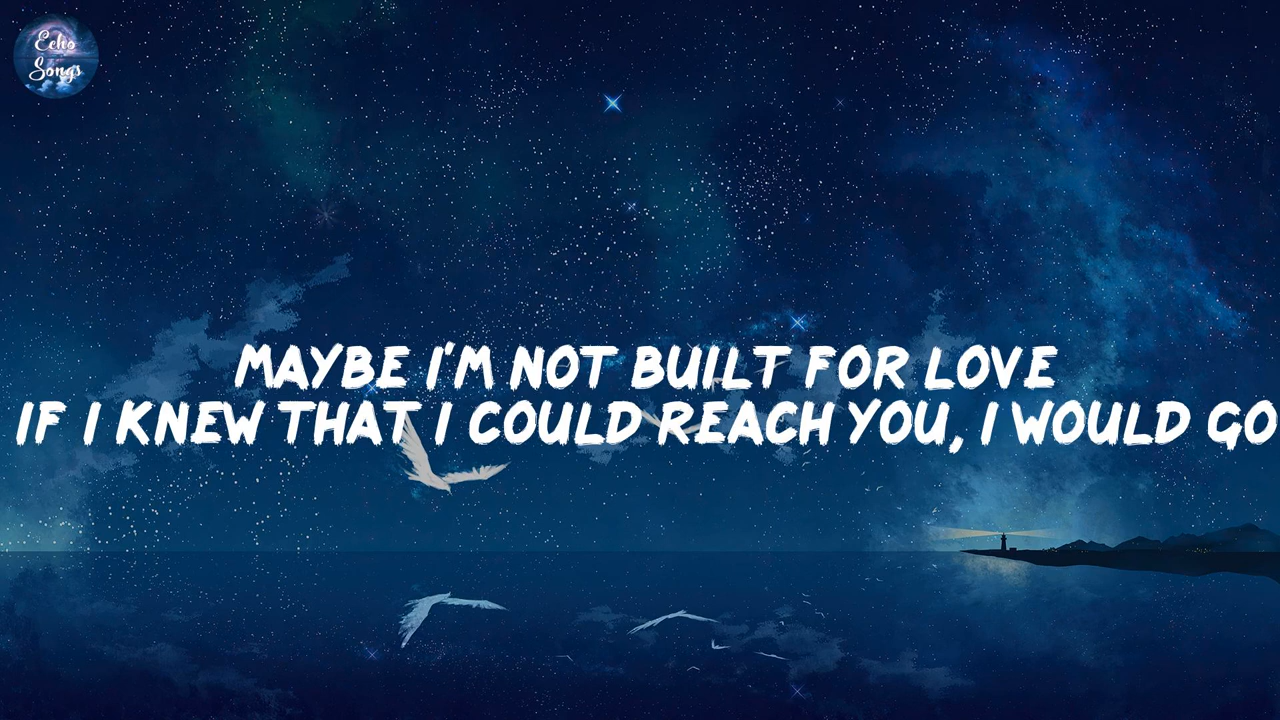 Echo
Songs
MAYBE I'M NOT BUILT FOR LOVE
IF I KNEW THAT I COULD REACH YOU, I WOULD GO